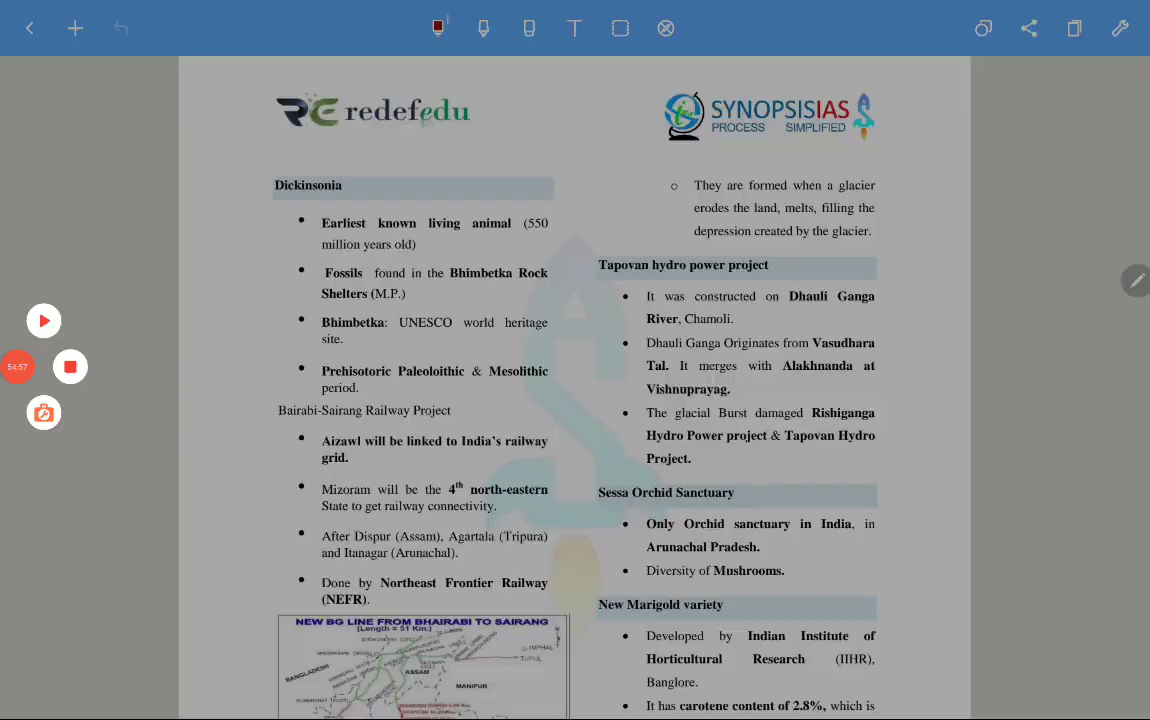 redefedu
SYNOPSISIAS
PROCESS SIMPLIFIED
Dickinsonia
• Earliest known living animal (550
million years old)
• Fossils found in the Bhimbetka Rock
Shelters (M.P.)
• Bhimbetka: UNESCO world heritage
site.
• Prehisotoric Paleoloithic & Mesolithic
period.
Bairabi-Sairang Railway Project
• Aizawl will be linked to India's railway
grid.
• Mizoram will be the 4th north-eastern
State to get railway connectivity.
• After Dispur (Assam), Agartala (Tripura)
and Itanagar (Arunachal).
• Done by Northeast Frontier Railway
(NEFR).
NEW BG LINE FROM BHAIRABI TO SAIRANG
(Length = 51 Km.)
IMPHAL
TUPUL
BANGLADESH
ASSAM
MANIPUR
o They are formed when a glacier
erodes the land, melts, filling the
depression created by the glacier.
Tapovan hydro power project
• It was constructed on Dhauli Ganga
River, Chamoli.
• Dhauli Ganga Originates from Vasudhara
Tal. It merges with Alakhnanda at
Vishnuprayag.
• The glacial Burst damaged Rishiganga
Hydro Power project & Tapovan Hydro
Project.
Sessa Orchid Sanctuary
• Only Orchid sanctuary in India, in
Arunachal Pradesh.
• Diversity of Mushrooms.
New Marigold variety
• Developed by Indian Institute of
Horticultural Research (IIHR),
Banglore.
• It has carotene content of 2.8%, which is
54:57